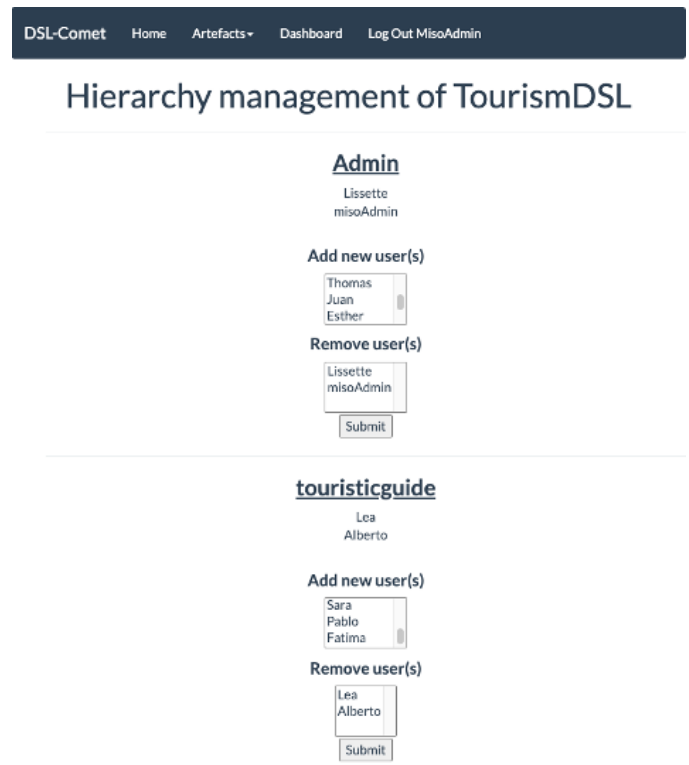 DSL-Comet Home Artefacts Dashboard Log Out MisoAdmin
Hierarchy management of TourismDSL
Admin
Lissette
misoAdmin
Add new user(s)
Thomas
Juan
Esther
Remove user(s)
Lissette
misoAdmin
Submit
touristicguide
Lea
Alberto
Add new user(s)
Sara
Pablo
Fatima
Remove user(s)
Lea
Alberto
Submit